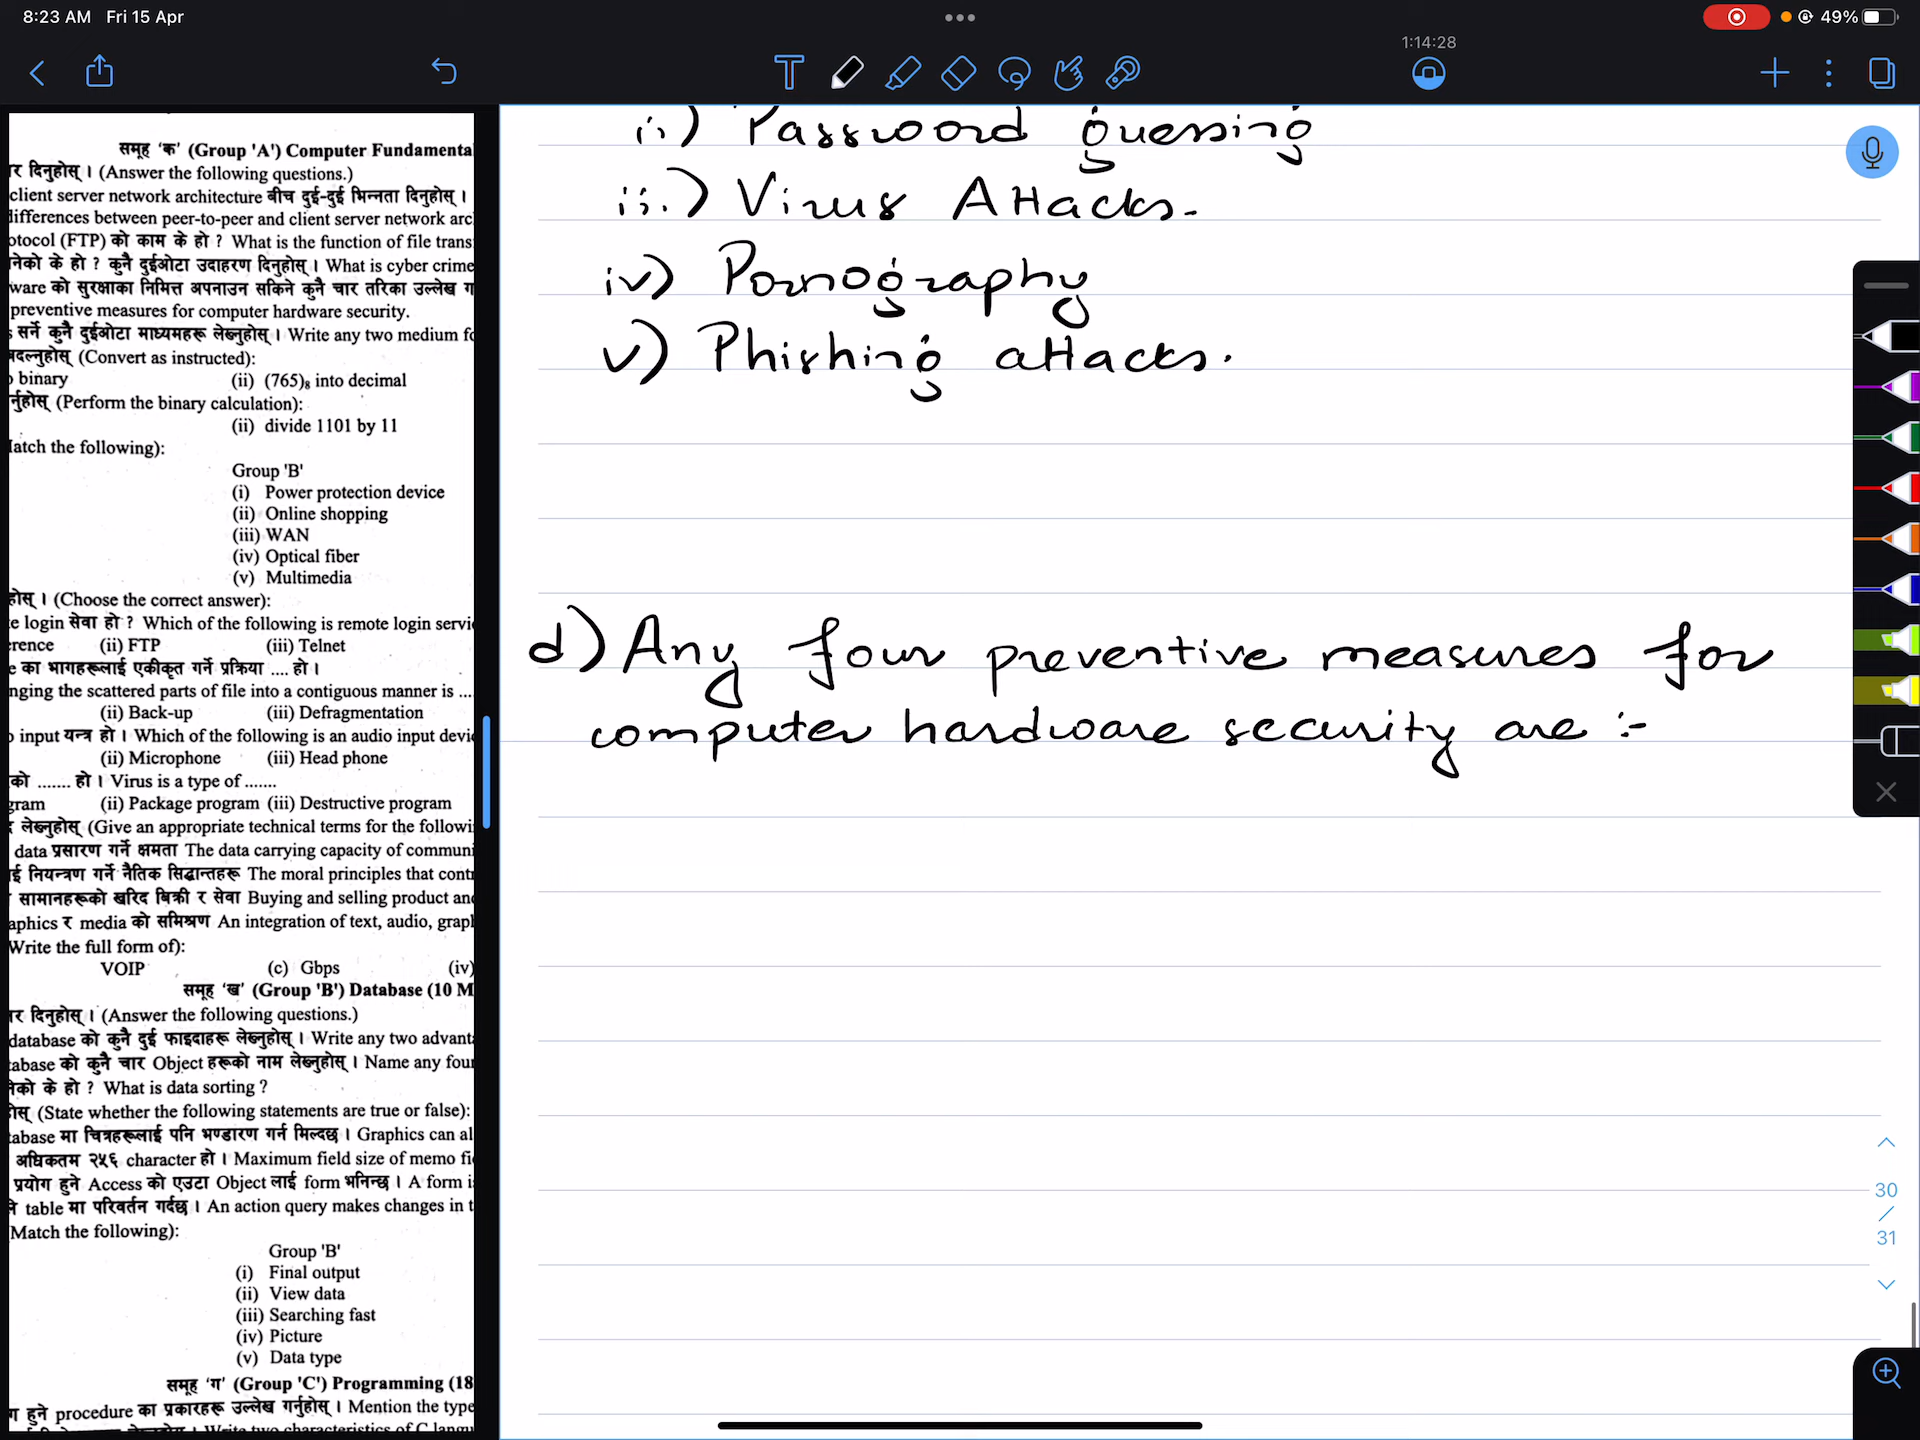 8:23 AM Fri 15 Apr
49%
1:14:28
समूह 'क' (Group 'A') Computer Fundamenta
र दिनुहोस् । (Answer the following questions.)
client server network architecture बीच दुई-दुई भिन्नता दिनुहोस् ।
differences between peer-to-peer and client server network arc
otocol (FTP) को काम के हो ? What is the function of file trans
नेको के हो ? कुनै दुईओटा उदाहरण दिनुहोस् । What is cyber crime
ware को सुरक्षाका निमित्त अपनाउन सकिने कुनै चार तरिका उल्लेख ग
preventive measures for computer hardware security.
सर्ने कुनै दुईओटा माध्यमहरू लेख्नुहोस् । Write any two medium fo
बदल्नुहोस् (Convert as instructed):
binary (ii) (765)₈ into decimal
र्नुहोस् (Perform the binary calculation):
(ii) divide 1101 by 11
atch the following):
Group 'B'
(i) Power protection device
(ii) Online shopping
(iii) WAN
(iv) Optical fiber
(v) Multimedia
होस् । (Choose the correct answer):
e login सेवा हो ? Which of the following is remote login servi
rence (ii) FTP (iii) Telnet
e का भागहरूलाई एकीकृत गर्ने प्रक्रिया .... हो ।
nging the scattered parts of file into a contiguous manner is ...
(ii) Back-up (iii) Defragmentation
input यन्त्र हो । Which of the following is an audio input devi
(ii) Microphone (iii) Head phone
को ....... हो । Virus is a type of .......
gram (ii) Package program (iii) Destructive program
लेख्नुहोस् (Give an appropriate technical terms for the followi
data प्रसारण गर्ने क्षमता The data carrying capacity of communi
ई नियन्त्रण गर्ने नैतिक सिद्धान्तहरू The moral principles that cont
सामानहरूको खरिद बिक्री र सेवा Buying and selling product and
aphics र media को समिश्रण An integration of text, audio, grap
Write the full form of):
VOIP (c) Gbps (iv)
समूह 'ख' (Group 'B') Database (10 M
र दिनुहोस् । (Answer the following questions.)
database को कुनै दुई फाइदाहरू लेख्नुहोस् । Write any two advanta
abase को कुनै चार Object हरूको नाम लेख्नुहोस् । Name any four
नेको के हो ? What is data sorting ?
होस् (State whether the following statements are true or false):
abase मा चित्रहरूलाई पनि भण्डारण गर्न मिल्दछ । Graphics can al
अधिकतम २५६ character हो । Maximum field size of memo fi
प्रयोग हुने Access को एउटा Object लाई form भनिन्छ । A form i
ले table मा परिवर्तन गर्दछ । An action query makes changes in t
Match the following):
Group 'B'
(i) Final output
(ii) View data
(iii) Searching fast
(iv) Picture
(v) Data type
समूह 'ग' (Group 'C') Programming (18
ग हुने procedure का प्रकारहरू उल्लेख गर्नुहोस् । Mention the type
Write two characteristics of C langu
ii) Password guessing
iii.) Virus Attacks.
iv) Pornography
v) Phishing attacks.
d) Any four preventive measures for
computer hardware security are :-
30
/
31